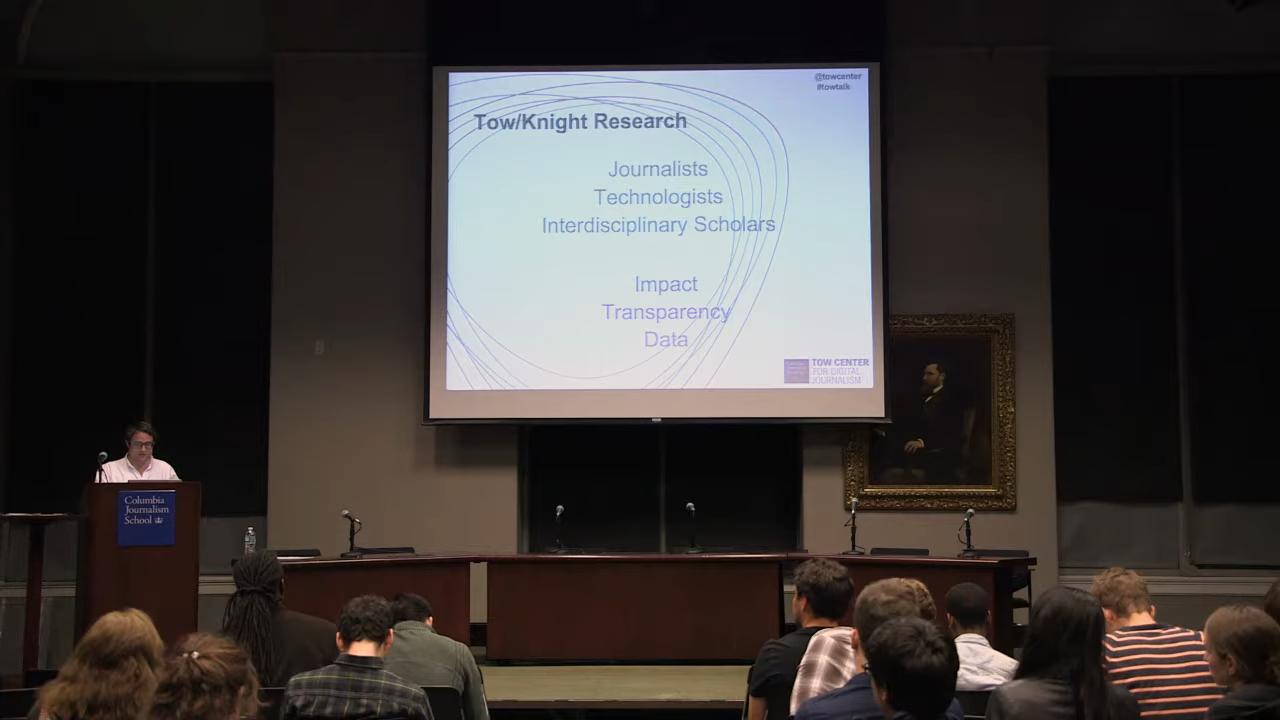 @towcenter
#towtalk
Tow/Knight Research
Journalists
Technologists
Interdisciplinary Scholars
Impact
Transparency
Data
TOW CENTER
FOR DIGITAL
JOURNALISM
Columbia
Journalism
School